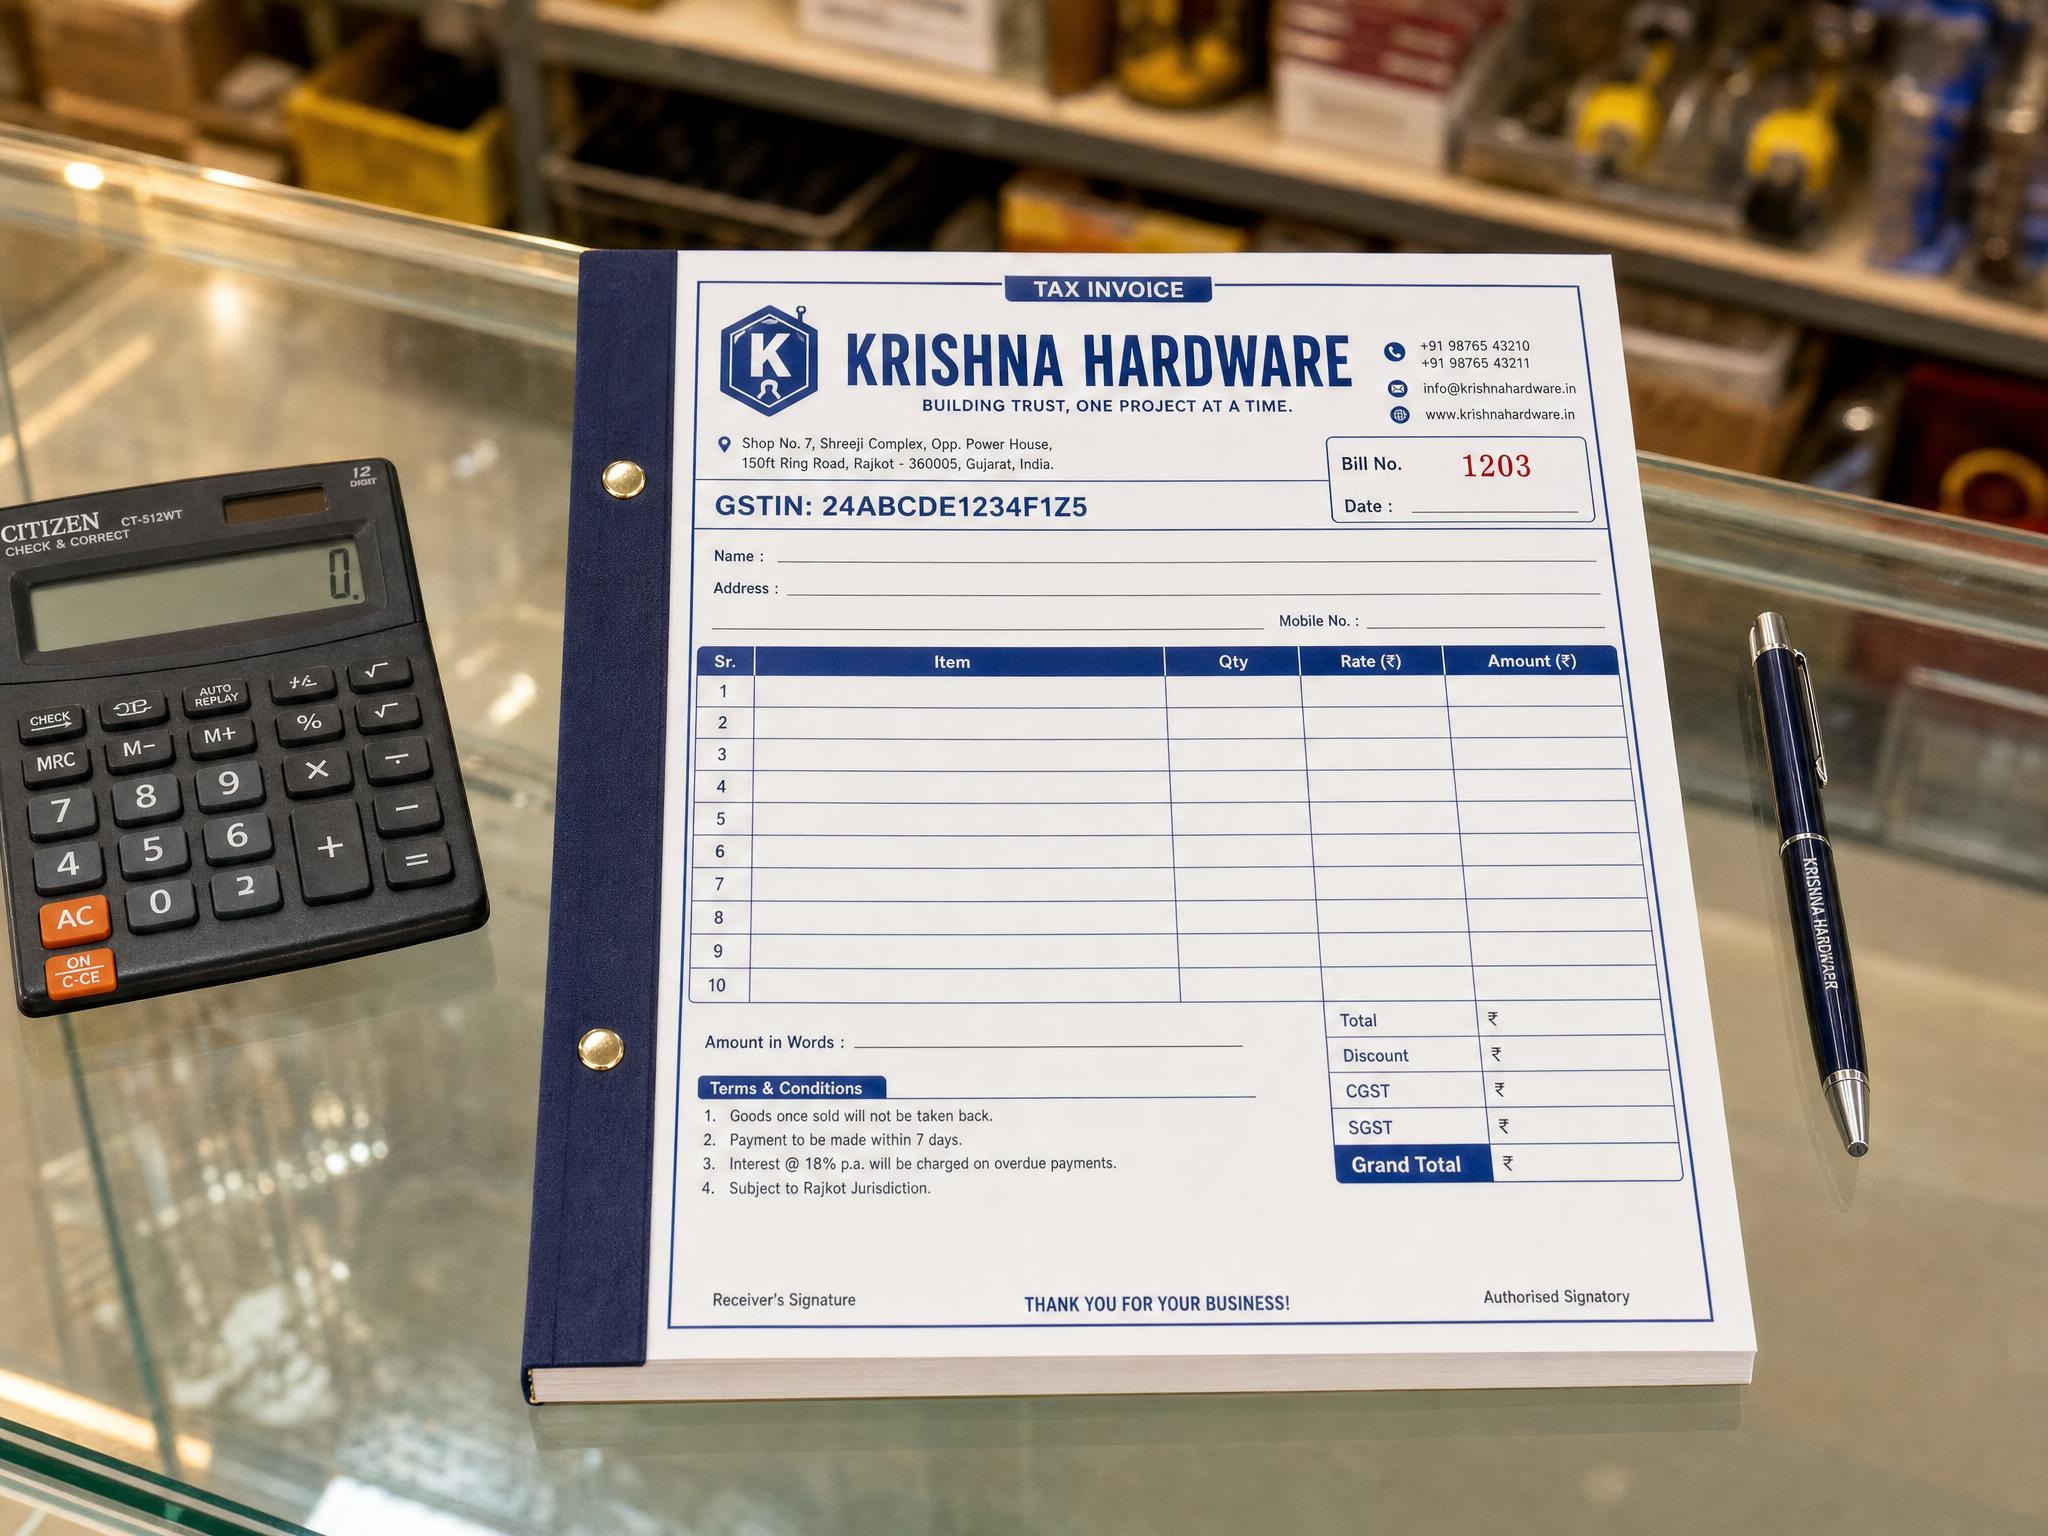 TAX INVOICE
K
KRISHNA HARDWARE
BUILDING TRUST, ONE PROJECT AT A TIME.
+91 98765 43210
+91 98765 43211
info@krishnahardware.in
www.krishnahardware.in
Shop No. 7, Shreeji Complex, Opp. Power House,
150ft Ring Road, Rajkot - 360005, Gujarat, India.
GSTIN: 24ABCDE1234F1Z5
Bill No. 1203
Date :
Name :
Address :
Mobile No. :
Sr. Item Qty Rate (₹) Amount (₹)
1
2
3
4
5
6
7
8
9
10
Total ₹
Discount ₹
CGST ₹
SGST ₹
Grand Total ₹
Amount in Words :
Terms & Conditions
1. Goods once sold will not be taken back.
2. Payment to be made within 7 days.
3. Interest @ 18% p.a. will be charged on overdue payments.
4. Subject to Rajkot Jurisdiction.
Receiver's Signature
THANK YOU FOR YOUR BUSINESS!
Authorised Signatory
CITIZEN CT-512WT
CHECK & CORRECT
12
DIGIT
0.
CHECK AUTO REPLAY +/- √
MRC M− M+ % √
7 8 9 × ÷
4 5 6 + −
AC 0 2 =
ON
C-CE
KRISHNA HARDWARE